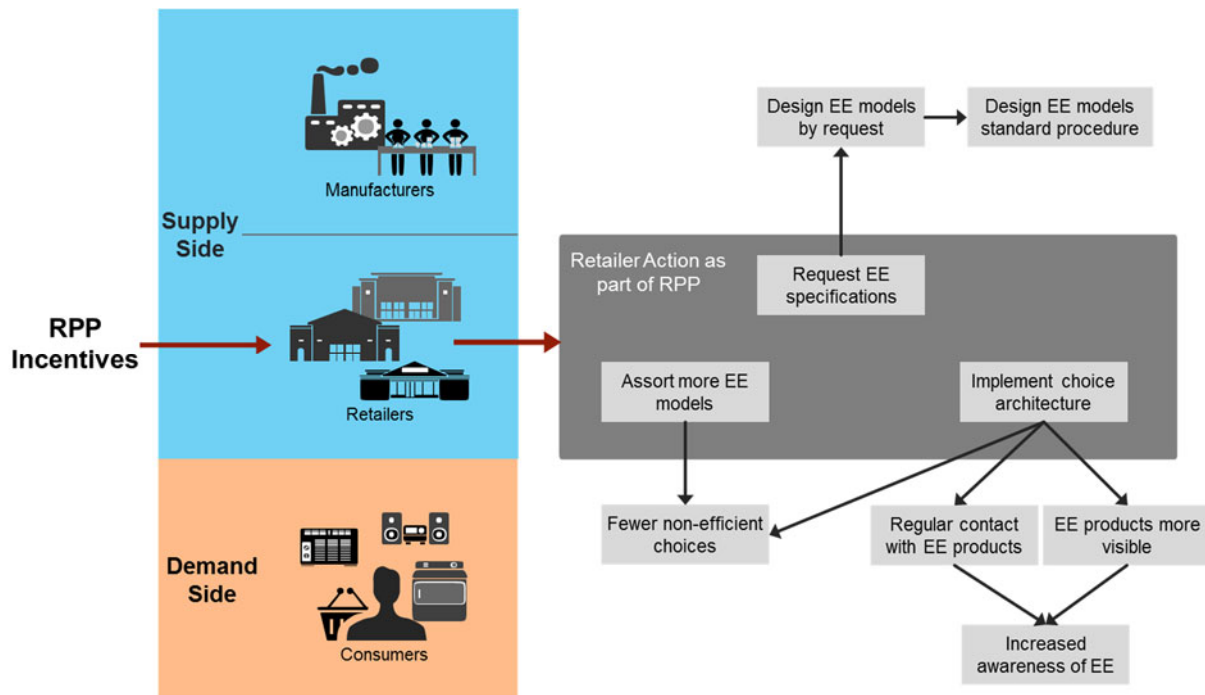 Manufacturers
Supply
Side
RPP
Incentives
Retailers
Demand
Side
Consumers
Design EE models
by request
Design EE models
standard procedure
Retailer Action as
part of RPP
Request EE
specifications
Assort more EE
models
Implement choice
architecture
Fewer non-efficient
choices
Regular contact
with EE products
EE products more
visible
Increased
awareness of EE